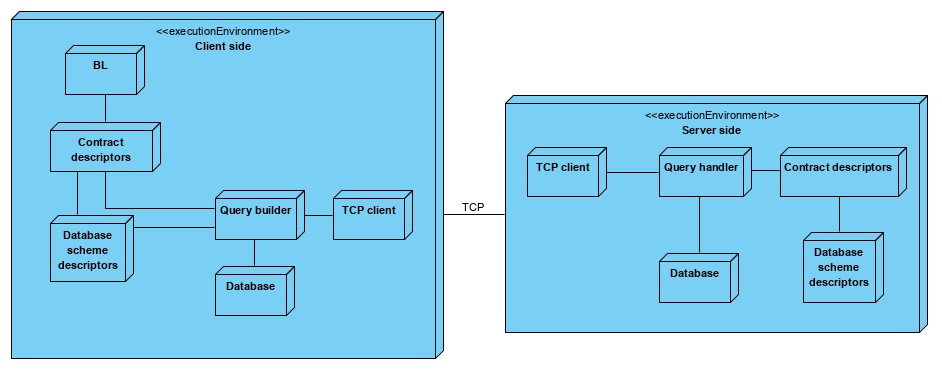 <<executionEnvironment>>
Client side
BL
Contract
descriptors
Query builder
TCP client
Database
scheme
descriptors
Database
TCP
<<executionEnvironment>>
Server side
TCP client
Query handler
Contract descriptors
Database
Database
scheme
descriptors